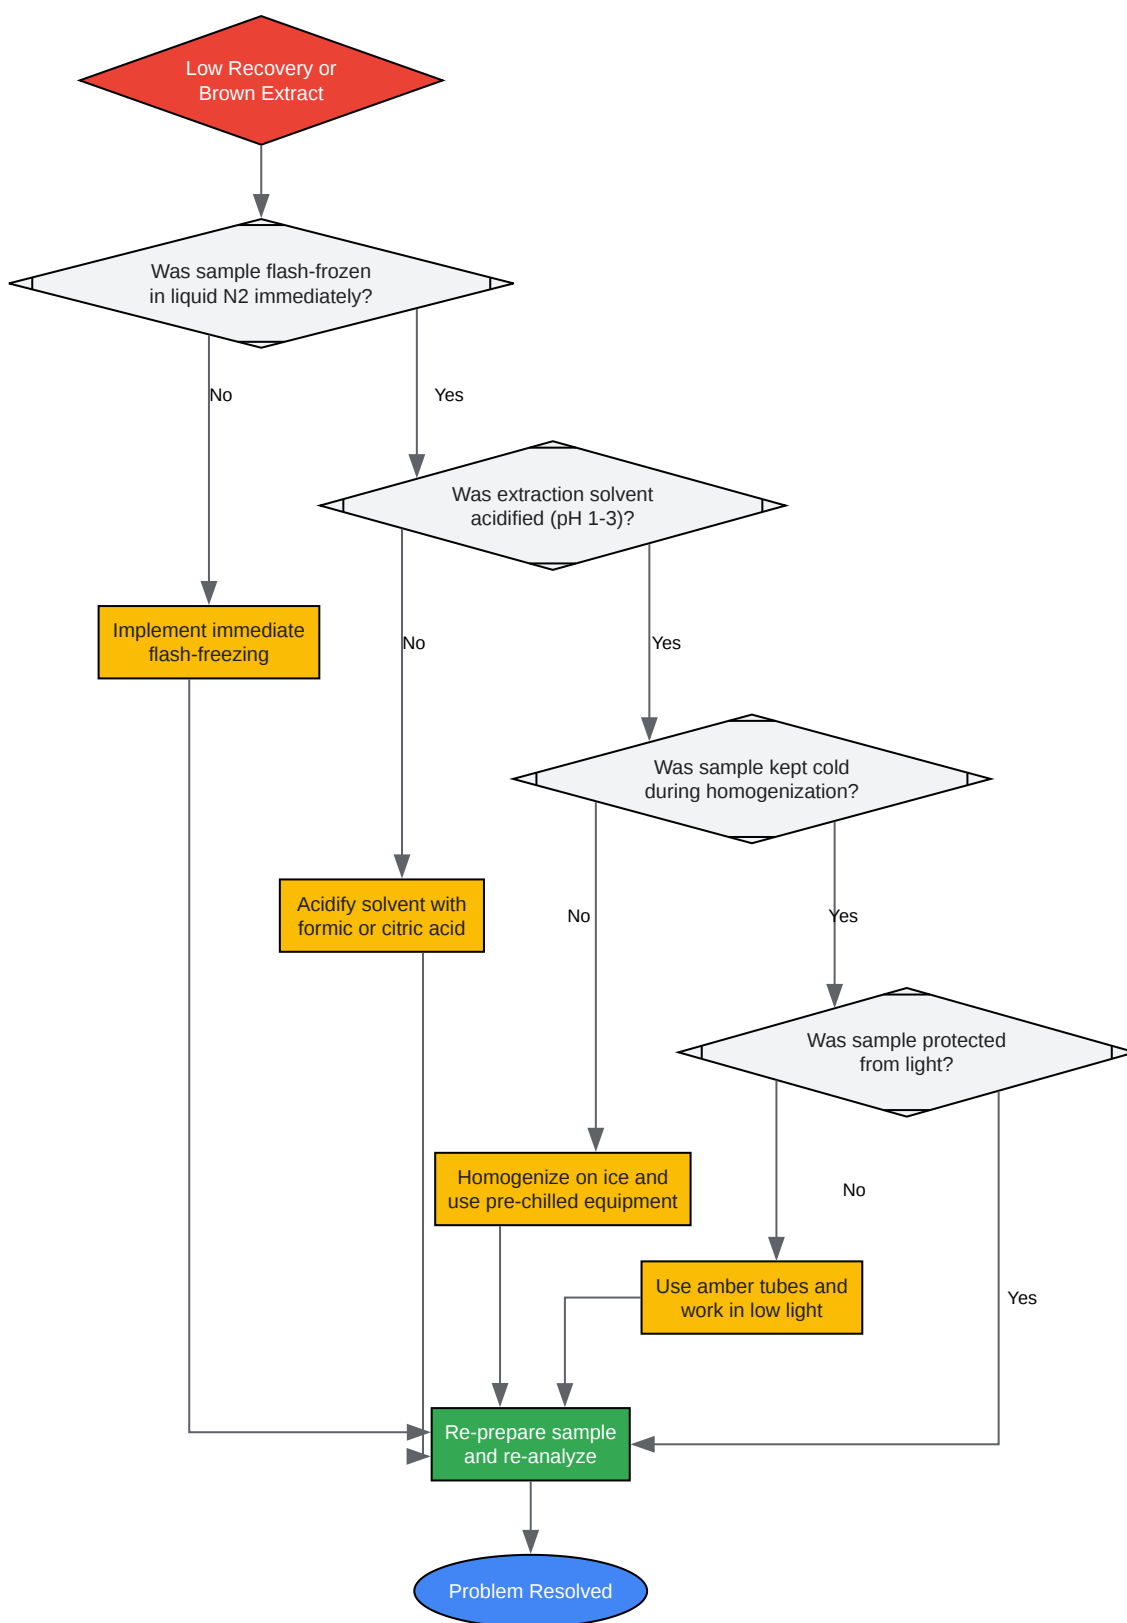 Low Recovery or
Brown Extract
Was sample flash-frozen
in liquid N2 immediately?
No
Yes
Was extraction solvent
acidified (pH 1-3)?
Implement immediate
flash-freezing
No
Yes
Was sample kept cold
during homogenization?
Acidify solvent with
formic or citric acid
No
Yes
Was sample protected
from light?
Homogenize on ice and
use pre-chilled equipment
No
Use amber tubes and
work in low light
Yes
Re-prepare sample
and re-analyze
Problem Resolved